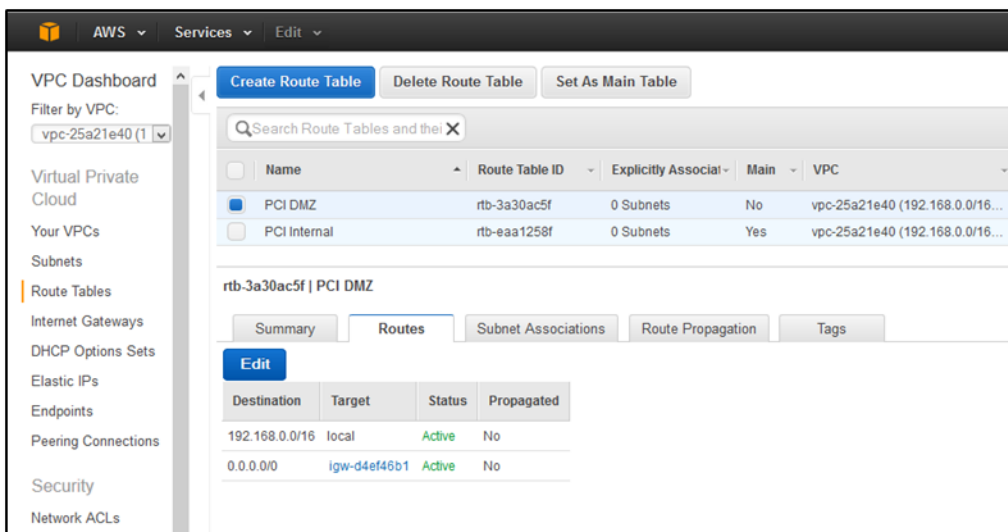 AWS Services Edit
VPC Dashboard
Filter by VPC:
vpc-25a21e40 (1
Virtual Private
Cloud
Your VPCs
Subnets
Route Tables
Internet Gateways
DHCP Options Sets
Elastic IPs
Endpoints
Peering Connections
Security
Network ACLs
Create Route Table Delete Route Table Set As Main Table
Search Route Tables and thei
Name Route Table ID Explicitly Associat Main VPC
PCI DMZ rtb-3a30ac5f 0 Subnets No vpc-25a21e40 (192.168.0.0/16...
PCI Internal rtb-eaa1258f 0 Subnets Yes vpc-25a21e40 (192.168.0.0/16...
rtb-3a30ac5f | PCI DMZ
Summary Routes Subnet Associations Route Propagation Tags
Edit
Destination Target Status Propagated
192.168.0.0/16 local Active No
0.0.0.0/0 igw-d4ef46b1 Active No